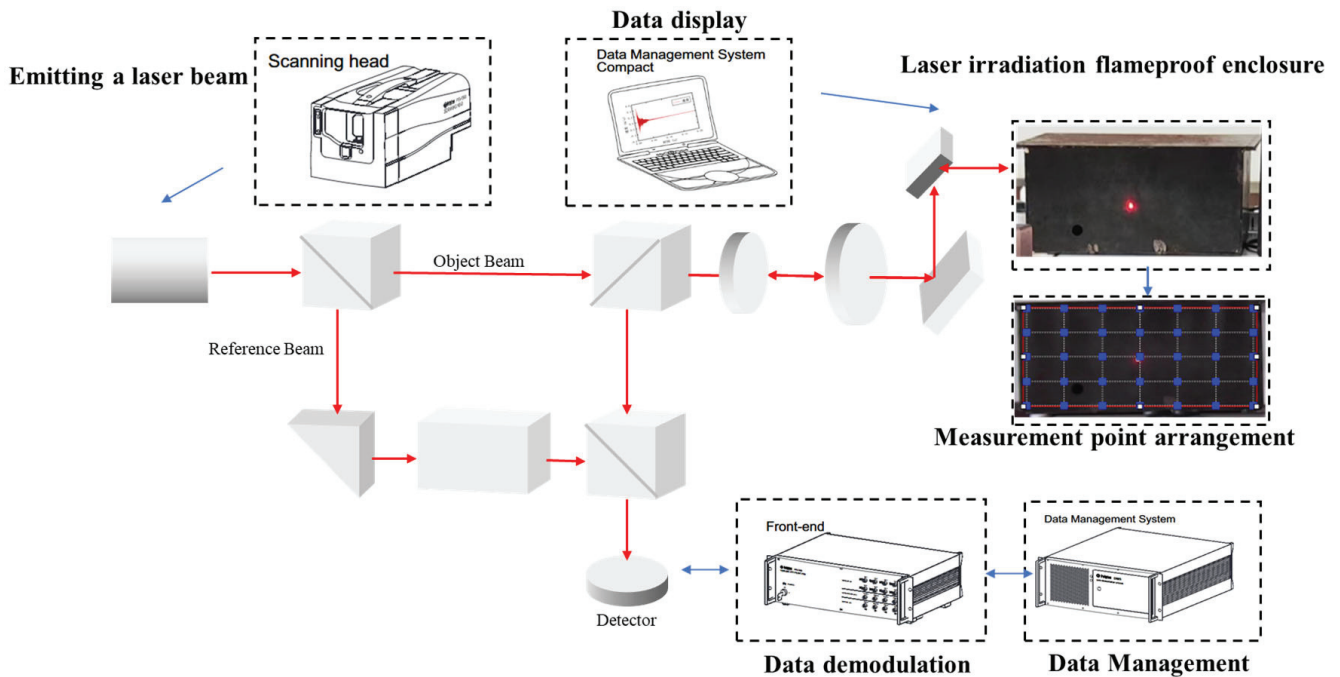 Data display
Emitting a laser beam
Scanning head
Data Management System
Compact
Laser irradiation flameproof enclosure
Object Beam
Reference Beam
Measurement point arrangement
Front-end
Data Management System
Detector
Data demodulation
Data Management